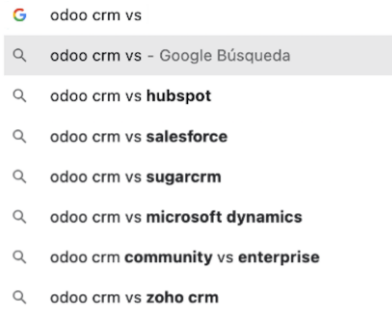 odoo crm vs
odoo crm vs - Google Búsqueda
odoo crm vs hubspot
odoo crm vs salesforce
odoo crm vs sugarcrm
odoo crm vs microsoft dynamics
odoo crm community vs enterprise
odoo crm vs zoho crm